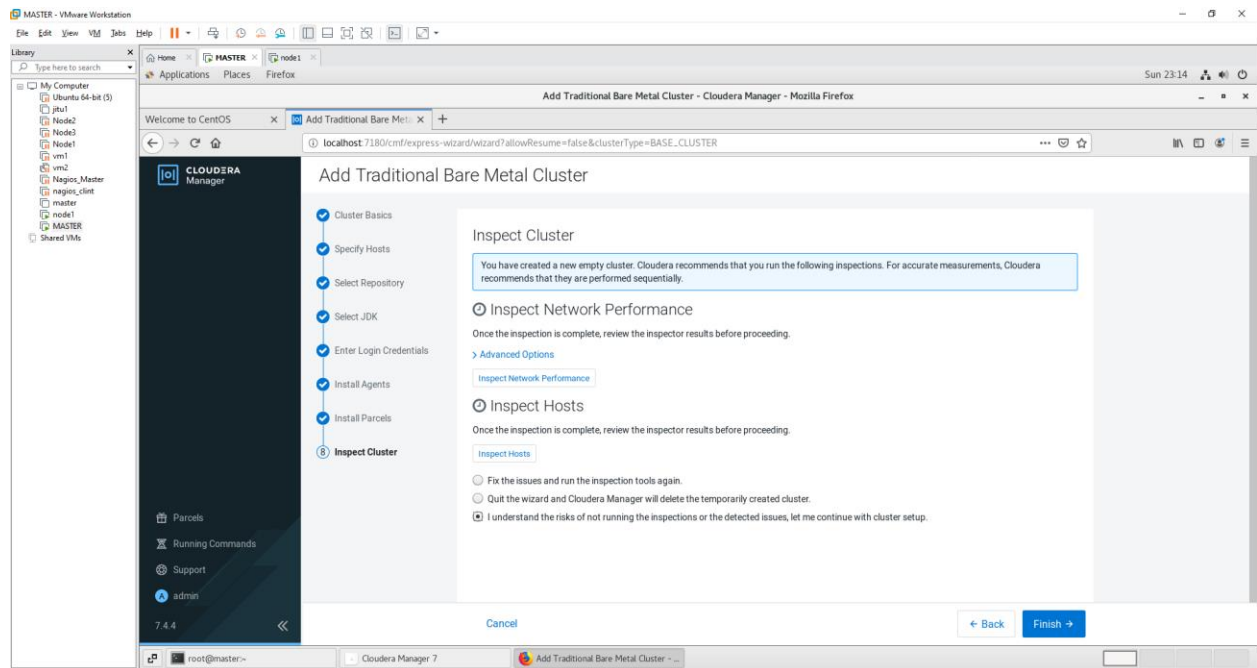 MASTER - VMware Workstation
File Edit View VM Tabs Help
Library
Type here to search
My Computer
Ubuntu 64-bit (5)
jitu1
Node2
Node3
Node1
vm1
vm2
Nagios_Master
nagios_clint
master
node1
MASTER
Shared VMs
Home MASTER node1
Applications Places Firefox Sun 23:14
Add Traditional Bare Metal Cluster - Cloudera Manager - Mozilla Firefox
Welcome to CentOS Add Traditional Bare Meta
localhost:7180/cmf/express-wizard/wizard?allowResume=false&clusterType=BASE_CLUSTER
CLOUDERA
Manager
Parcels
Running Commands
Support
admin
7.4.4
Add Traditional Bare Metal Cluster
Cluster Basics
Specify Hosts
Select Repository
Select JDK
Enter Login Credentials
Install Agents
Install Parcels
8 Inspect Cluster
Inspect Cluster
You have created a new empty cluster. Cloudera recommends that you run the following inspections. For accurate measurements, Cloudera
recommends that they are performed sequentially.
Inspect Network Performance
Once the inspection is complete, review the inspector results before proceeding.
Advanced Options
Inspect Network Performance
Inspect Hosts
Once the inspection is complete, review the inspector results before proceeding.
Inspect Hosts
Fix the issues and run the inspection tools again.
Quit the wizard and Cloudera Manager will delete the temporarily created cluster.
I understand the risks of not running the inspections or the detected issues, let me continue with cluster setup.
Cancel ← Back Finish →
root@master:~ Cloudera Manager 7 Add Traditional Bare Metal Cluster - ...